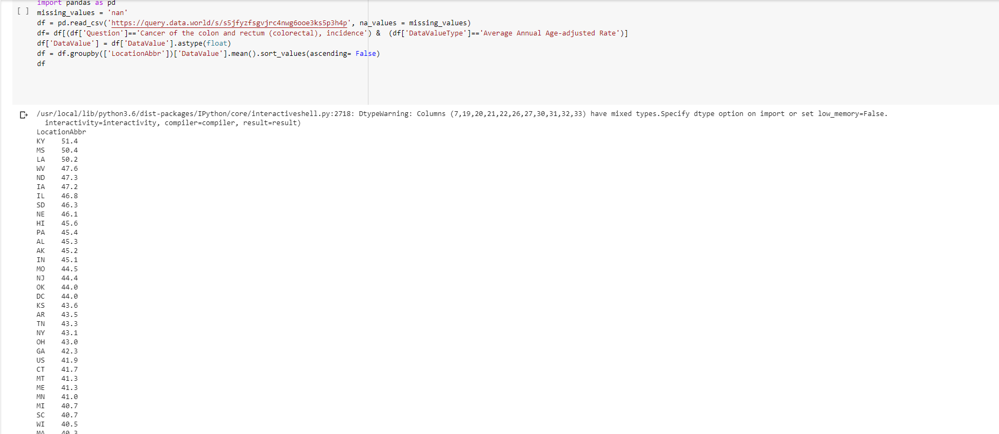 import pandas as pd
[ ] missing_values = 'nan'
df = pd.read_csv('https://query.data.world/s/s5jfyzfsgvjrc4nwg6ooe3ks5p3h4p', na_values = missing_values)
df= df[(df['Question']=='Cancer of the colon and rectum (colorectal), incidence') &  (df['DataValueType']=='Average Annual Age-adjusted Rate')]
df['DataValue'] = df['DataValue'].astype(float)
df = df.groupby(['LocationAbbr'])['DataValue'].mean().sort_values(ascending= False)
df
/usr/local/lib/python3.6/dist-packages/IPython/core/interactiveshell.py:2718: DtypeWarning: Columns (7,19,20,21,22,26,27,30,31,32,33) have mixed types.Specify dtype option on import or set low_memory=False.
interactivity=interactivity, compiler=compiler, result=result)
LocationAbbr
KY    51.4
MS    50.4
LA    50.2
WV    47.6
ND    47.3
IA    47.2
IL    46.8
SD    46.3
NE    46.1
HI    45.6
PA    45.4
AL    45.3
AK    45.2
IN    45.1
MO    44.5
NJ    44.4
OK    44.0
DC    44.0
KS    43.6
AR    43.5
TN    43.3
NY    43.1
OH    43.0
GA    42.3
US    41.9
CT    41.7
MT    41.3
ME    41.3
MN    41.0
MI    40.7
SC    40.7
WI    40.5
MA    40.3